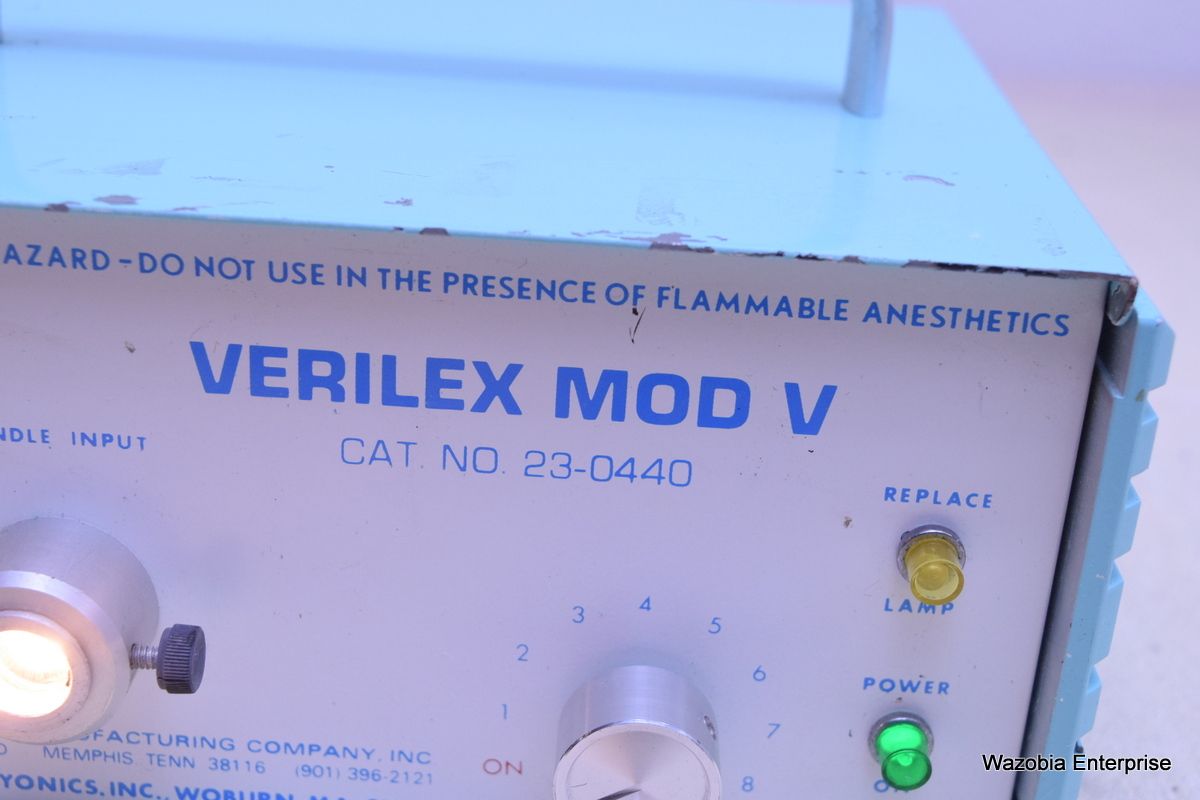 AZARD - DO NOT USE IN THE PRESENCE OF FLAMMABLE ANESTHETICS
VERILEX MOD V
CAT. NO. 23-0440
NDLE INPUT
REPLACE
LAMP
3 4 5
2 6
1 7
ON 8
POWER
ON
FACTURING COMPANY, INC
MEMPHIS, TENN 38116 (901) 396-2121
YONICS, INC., WOBURN, MA
Wazobia Enterprise